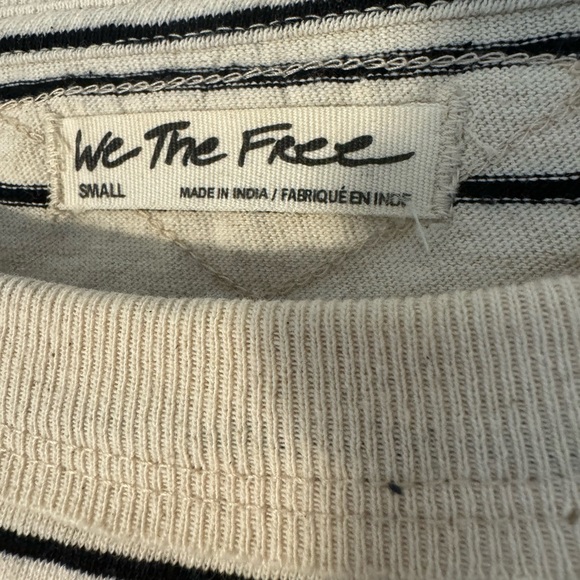 We The Free
SMALL
MADE IN INDIA / FABRIQUÉ EN INDE